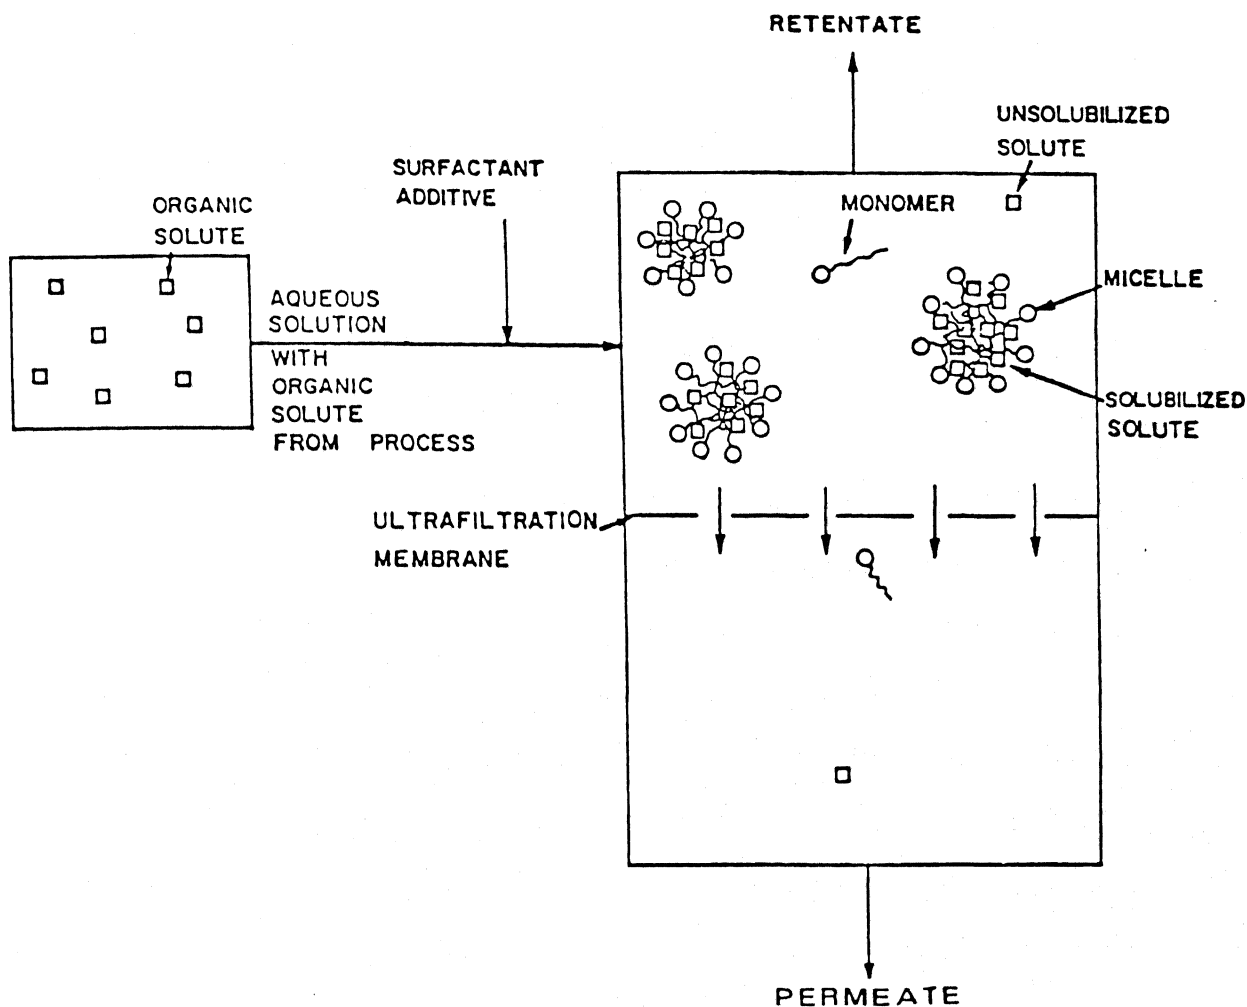 RETENTATE
UNSOLUBILIZED
SOLUTE
SURFACTANT
ADDITIVE
ORGANIC
SOLUTE
MONOMER
MICELLE
AQUEOUS
SOLUTION
WITH
ORGANIC
SOLUTE
FROM PROCESS
SOLUBILIZED
SOLUTE
ULTRAFILTRATION
MEMBRANE
PERMEATE